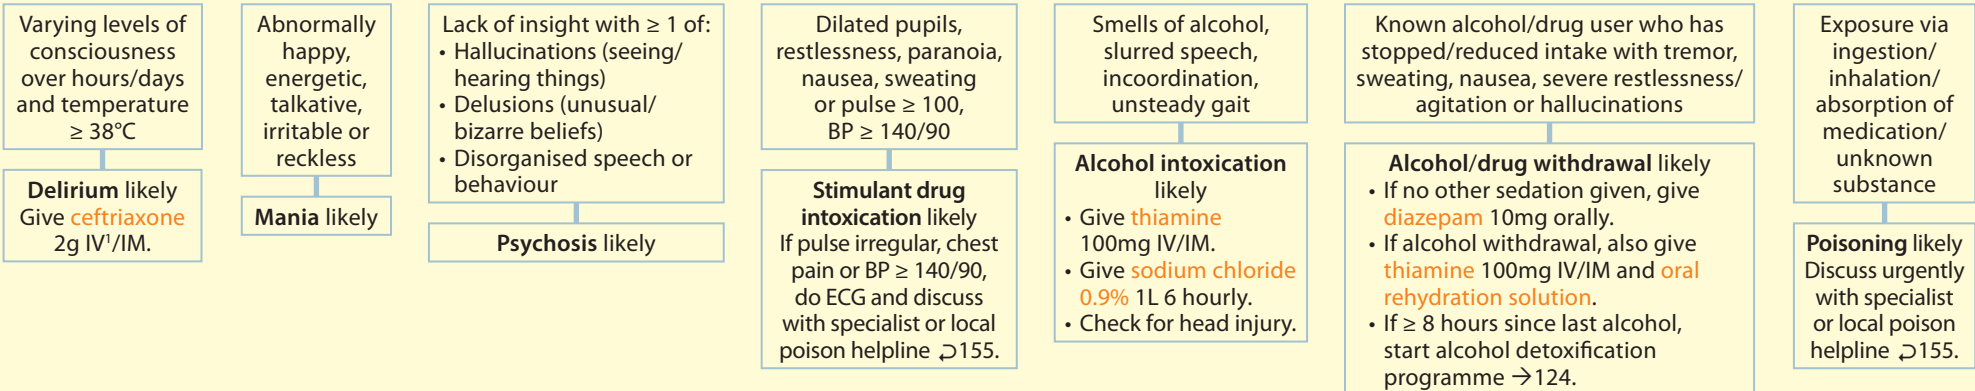 Varying levels of
consciousness
over hours/days
and temperature
≥ 38°C
Delirium likely
Give ceftriaxone
2g IV¹/IM.
Abnormally
happy,
energetic,
talkative,
irritable or
reckless
Mania likely
Lack of insight with ≥ 1 of:
• Hallucinations (seeing/
hearing things)
• Delusions (unusual/
bizarre beliefs)
• Disorganised speech or
behaviour
Psychosis likely
Dilated pupils,
restlessness, paranoia,
nausea, sweating
or pulse ≥ 100,
BP ≥ 140/90
Stimulant drug
intoxication likely
If pulse irregular, chest
pain or BP ≥ 140/90,
do ECG and discuss
with specialist or local
poison helpline ⮌155.
Smells of alcohol,
slurred speech,
incoordination,
unsteady gait
Alcohol intoxication
likely
• Give thiamine
100mg IV/IM.
• Give sodium chloride
0.9% 1L 6 hourly.
• Check for head injury.
Known alcohol/drug user who has
stopped/reduced intake with tremor,
sweating, nausea, severe restlessness/
agitation or hallucinations
Alcohol/drug withdrawal likely
• If no other sedation given, give
diazepam 10mg orally.
• If alcohol withdrawal, also give
thiamine 100mg IV/IM and oral
rehydration solution.
• If ≥ 8 hours since last alcohol,
start alcohol detoxification
programme →124.
Exposure via
ingestion/
inhalation/
absorption of
medication/
unknown
substance
Poisoning likely
Discuss urgently
with specialist
or local poison
helpline ⮌155.